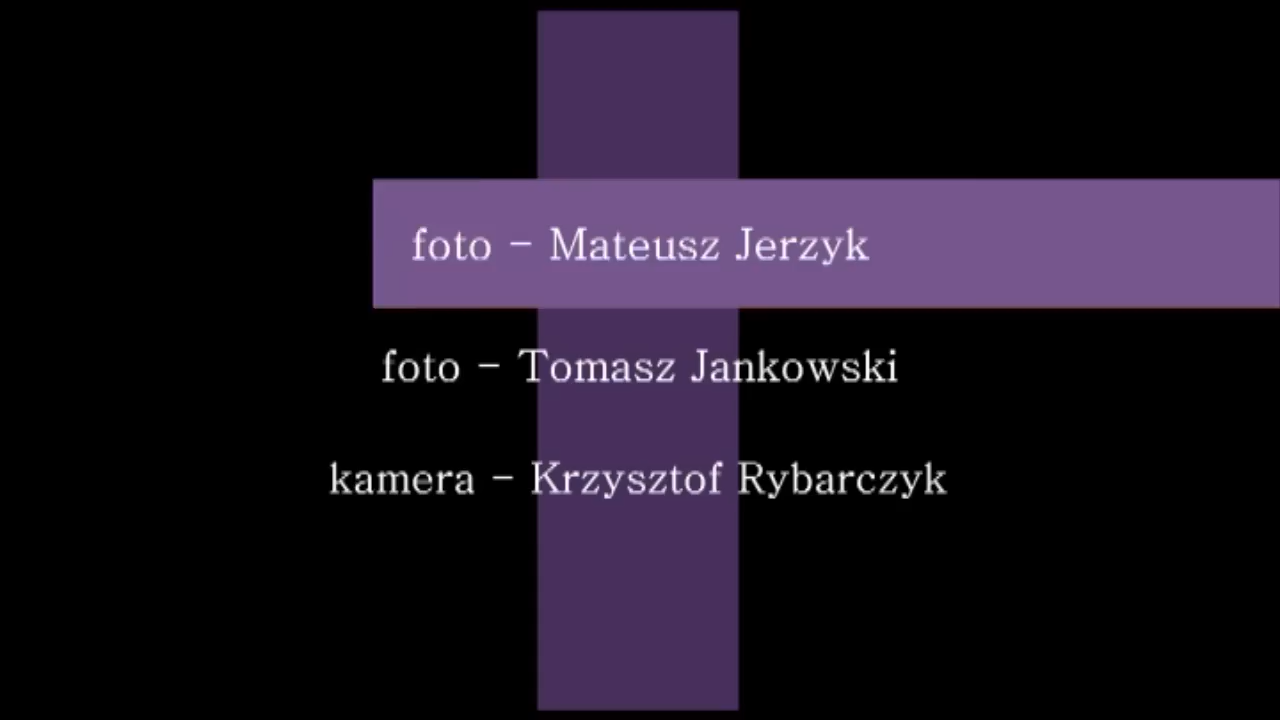 foto - Mateusz Jerzyk
foto - Tomasz Jankowski
kamera - Krzysztof Rybarczyk